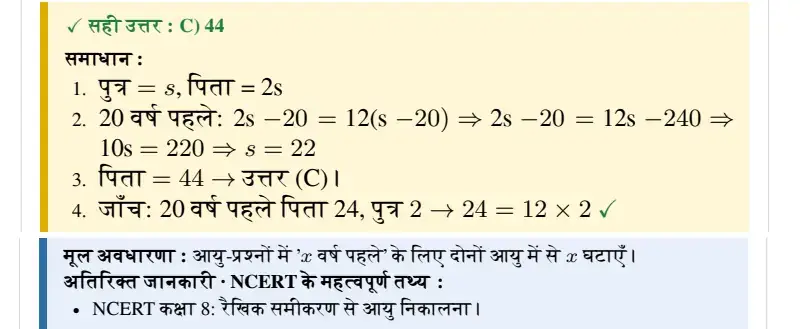 ✓ सही उत्तर : C) 44
समाधान :
1. पुत्र = s, पिता = 2s
2. 20 वर्ष पहले: 2s −20 = 12(s −20) ⇒ 2s −20 = 12s −240 ⇒
10s = 220 ⇒ s = 22
3. पिता = 44 → उत्तर (C)।
4. जाँच: 20 वर्ष पहले पिता 24, पुत्र 2 → 24 = 12 × 2 ✓
मूल अवधारणा : आयु-प्रश्नों में ’x वर्ष पहले’ के लिए दोनों आयु में से x घटाएँ।
अतिरिक्त जानकारी · NCERT के महत्वपूर्ण तथ्य :
• NCERT कक्षा 8: रैखिक समीकरण से आयु निकालना।